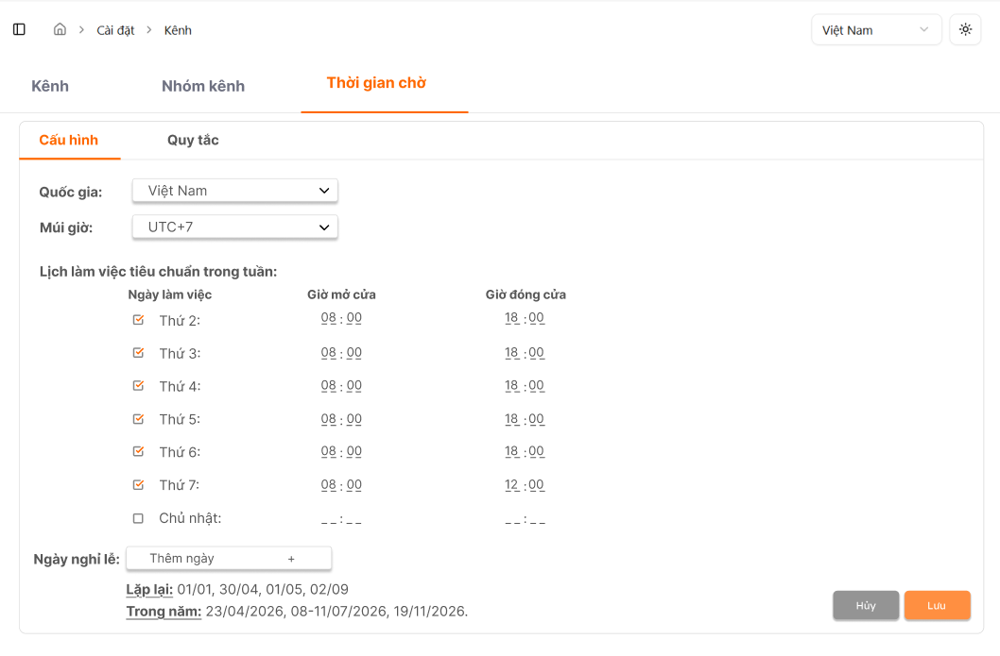 Cài đặt Kênh Việt Nam
Kênh Nhóm kênh Thời gian chờ
Cấu hình Quy tắc
Quốc gia: Việt Nam
Múi giờ: UTC+7
Lịch làm việc tiêu chuẩn trong tuần:
Ngày làm việc Giờ mở cửa Giờ đóng cửa
Thứ 2: 08 : 00 18 : 00
Thứ 3: 08 : 00 18 : 00
Thứ 4: 08 : 00 18 : 00
Thứ 5: 08 : 00 18 : 00
Thứ 6: 08 : 00 18 : 00
Thứ 7: 08 : 00 12 : 00
Chủ nhật: _ _ : _ _ _ _ : _ _
Ngày nghỉ lễ: Thêm ngày +
Lặp lại: 01/01, 30/04, 01/05, 02/09
Trong năm: 23/04/2026, 08-11/07/2026, 19/11/2026.
Hủy Lưu